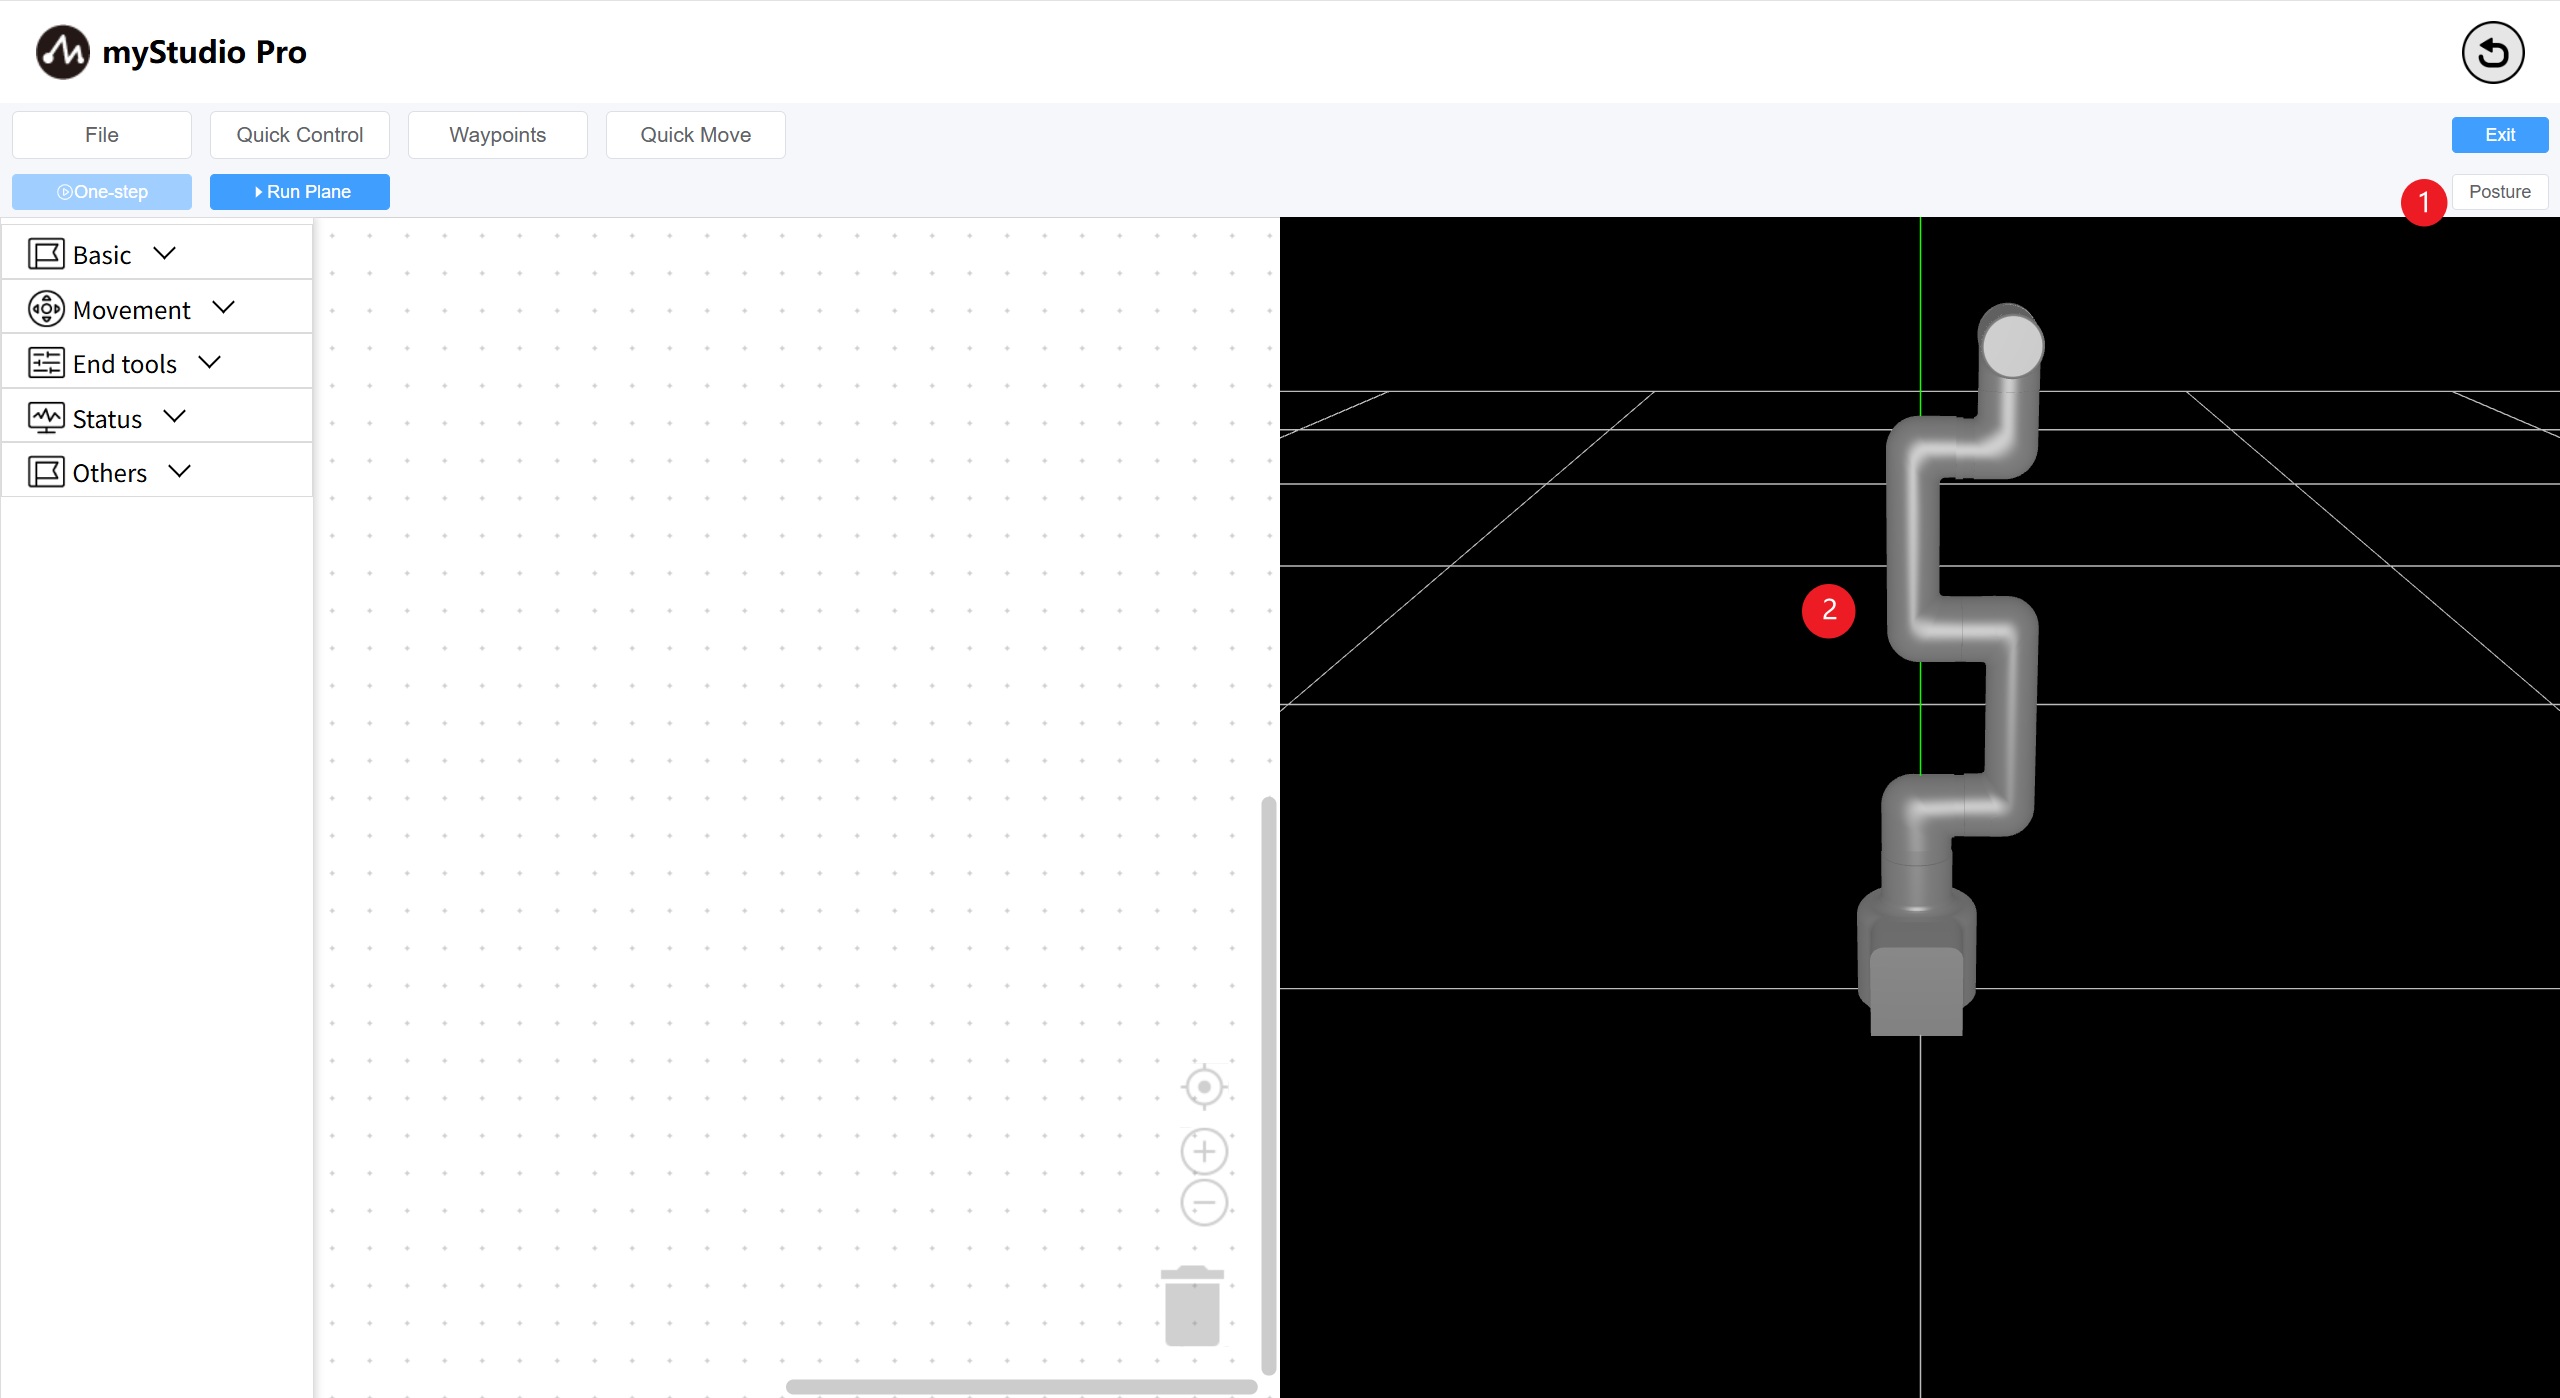 myStudio Pro
File
Quick Control
Waypoints
Quick Move
Exit
One-step
Run Plane
1
Posture
Basic
Movement
End tools
Status
Others
2